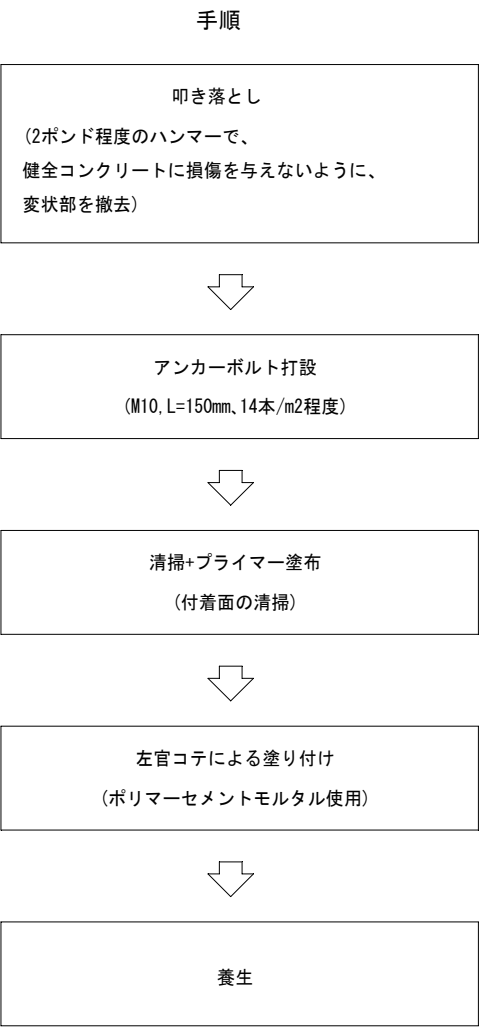 手順
叩き落とし
(2ポンド程度のハンマーで、
健全コンクリートに損傷を与えないように、
変状部を撤去)
アンカーボルト打設
(M10,L=150mm、14本/m2程度)
清掃+プライマー塗布
(付着面の清掃)
左官コテによる塗り付け
(ポリマーセメントモルタル使用)
養生